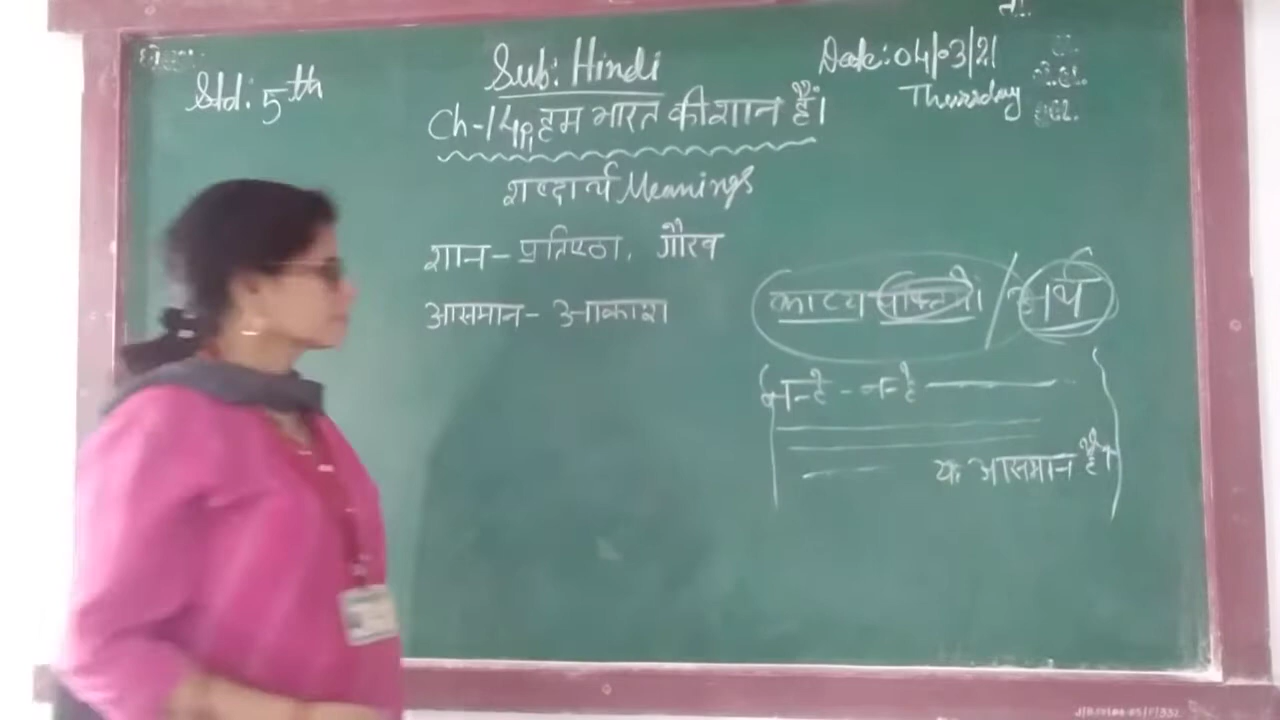 Std: 5th
Sub: Hindi
Date: 04/03/21
Thursday
Ch-14 हम भारत की शान हैं।
शब्दार्थ Meanings
शान - प्रतिष्ठा, गौरव
आसमान - आकाश
काव्य पंक्तियाँ / अर्थ
नन्हे - नन्हे
आसमान है।